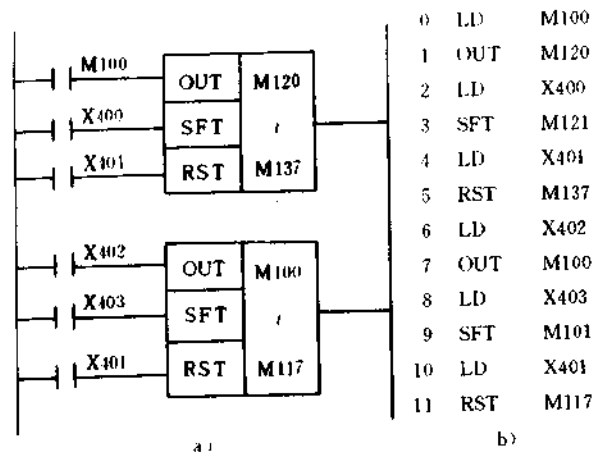 M100
OUT M120
X400
SFT ≀
X401
RST M137
X402
OUT M100
X403
SFT ≀
X401
RST M117
a)
0 LD M100
1 OUT M120
2 LD X400
3 SFT M121
4 LD X401
5 RST M137
6 LD X402
7 OUT M100
8 LD X403
9 SFT M101
10 LD X401
11 RST M117
b)